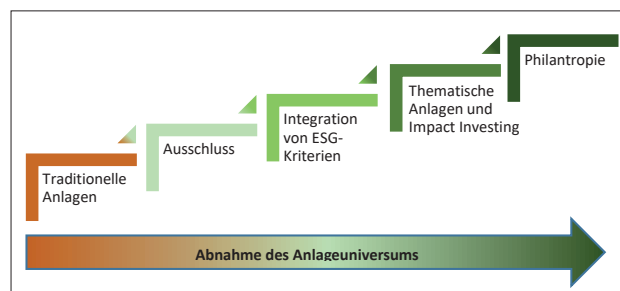 Traditionelle
Anlagen
Ausschluss
Integration
von ESG-
Kriterien
Thematische
Anlagen und
Impact Investing
Philantropie
Abnahme des Anlageuniversums